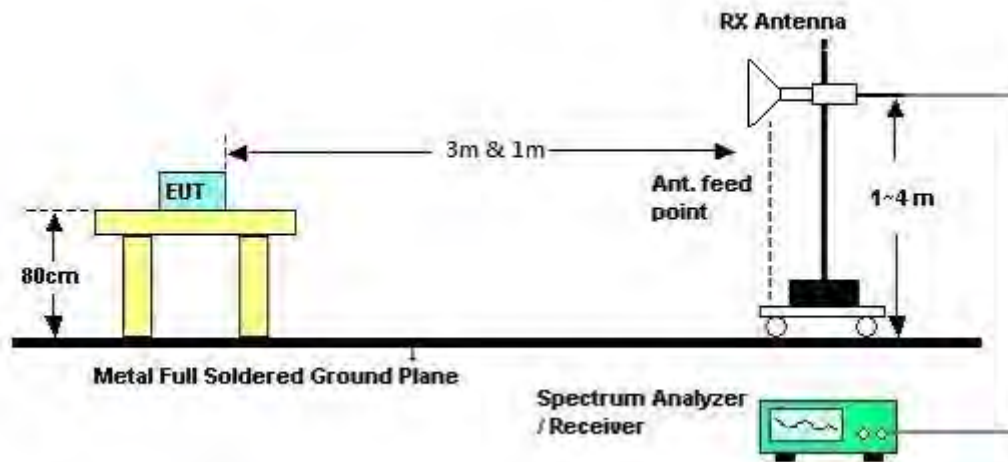 RX Antenna
3m & 1m
EUT
Ant. feed
point
1~4 m
80cm
Metal Full Soldered Ground Plane
Spectrum Analyzer
/ Receiver